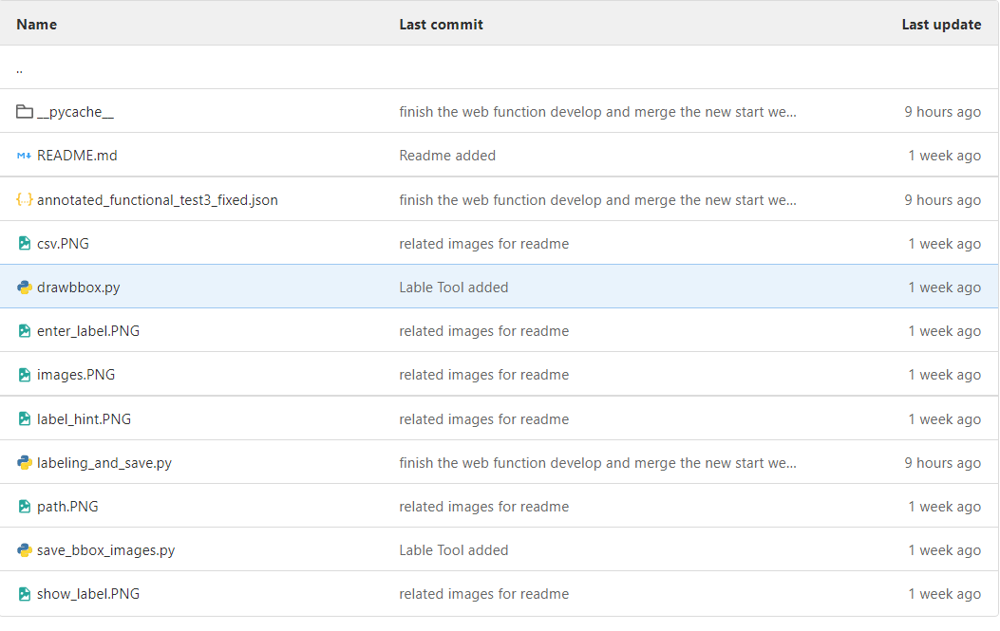 Name Last commit Last update
..
__pycache__ finish the web function develop and merge the new start we... 9 hours ago
README.md Readme added 1 week ago
annotated_functional_test3_fixed.json finish the web function develop and merge the new start we... 9 hours ago
csv.PNG related images for readme 1 week ago
drawbbox.py Lable Tool added 1 week ago
enter_label.PNG related images for readme 1 week ago
images.PNG related images for readme 1 week ago
label_hint.PNG related images for readme 1 week ago
labeling_and_save.py finish the web function develop and merge the new start we... 9 hours ago
path.PNG related images for readme 1 week ago
save_bbox_images.py Lable Tool added 1 week ago
show_label.PNG related images for readme 1 week ago